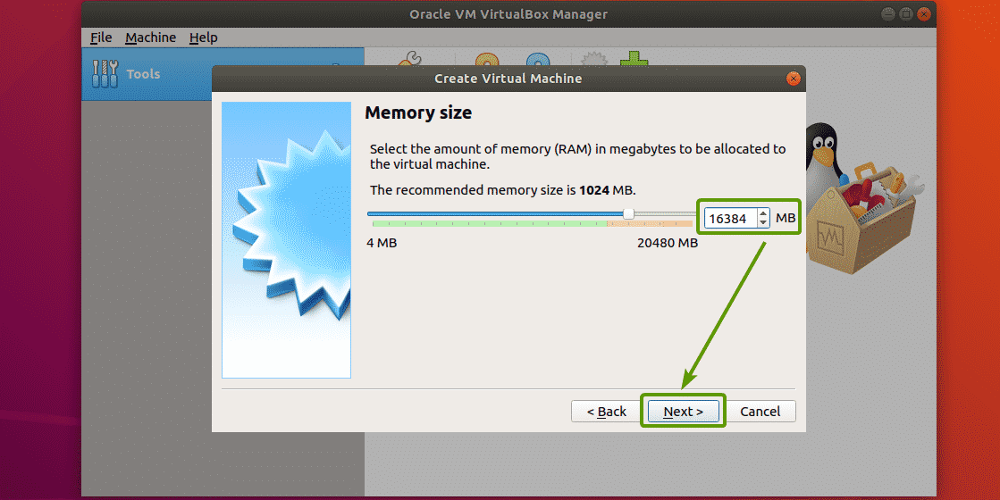 Oracle VM VirtualBox Manager
File Machine Help
Tools
Create Virtual Machine
Memory size
Select the amount of memory (RAM) in megabytes to be allocated to
the virtual machine.
The recommended memory size is 1024 MB.
16384 MB
4 MB 20480 MB
< Back Next > Cancel